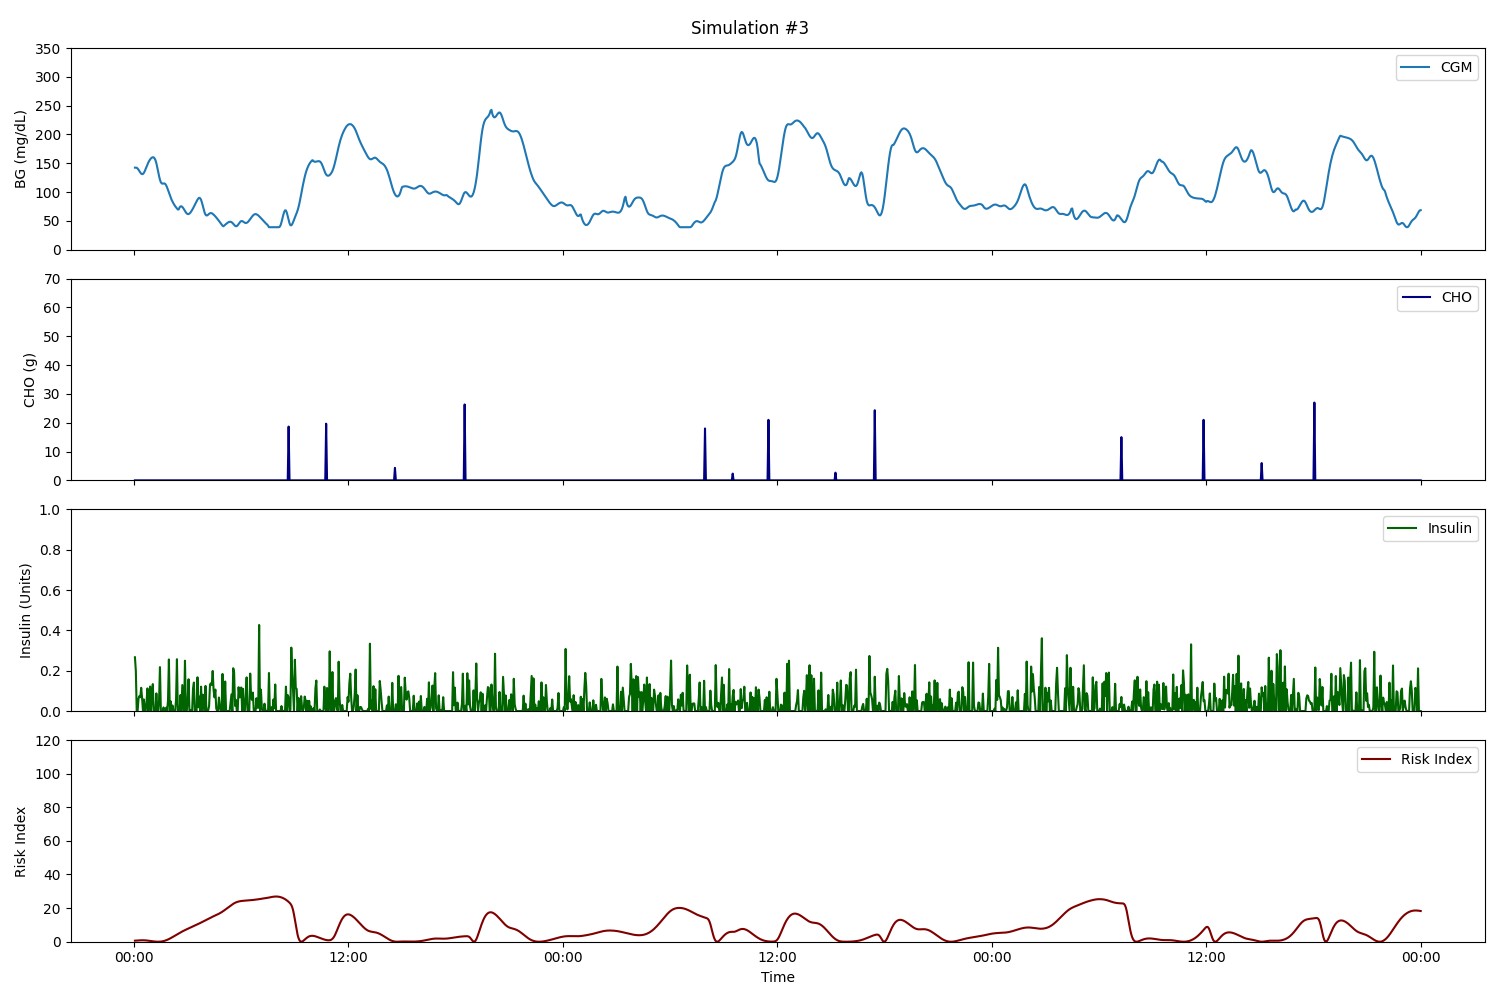 Simulation #3
350
300
250
200
150
100
50
0
BG (mg/dL)
CGM
70
60
50
40
30
20
10
0
CHO (g)
CHO
1.0
0.8
0.6
0.4
0.2
0.0
Insulin (Units)
Insulin
120
100
80
60
40
20
0
Risk Index
Risk Index
00:00 12:00 00:00 12:00 00:00 12:00 00:00
Time